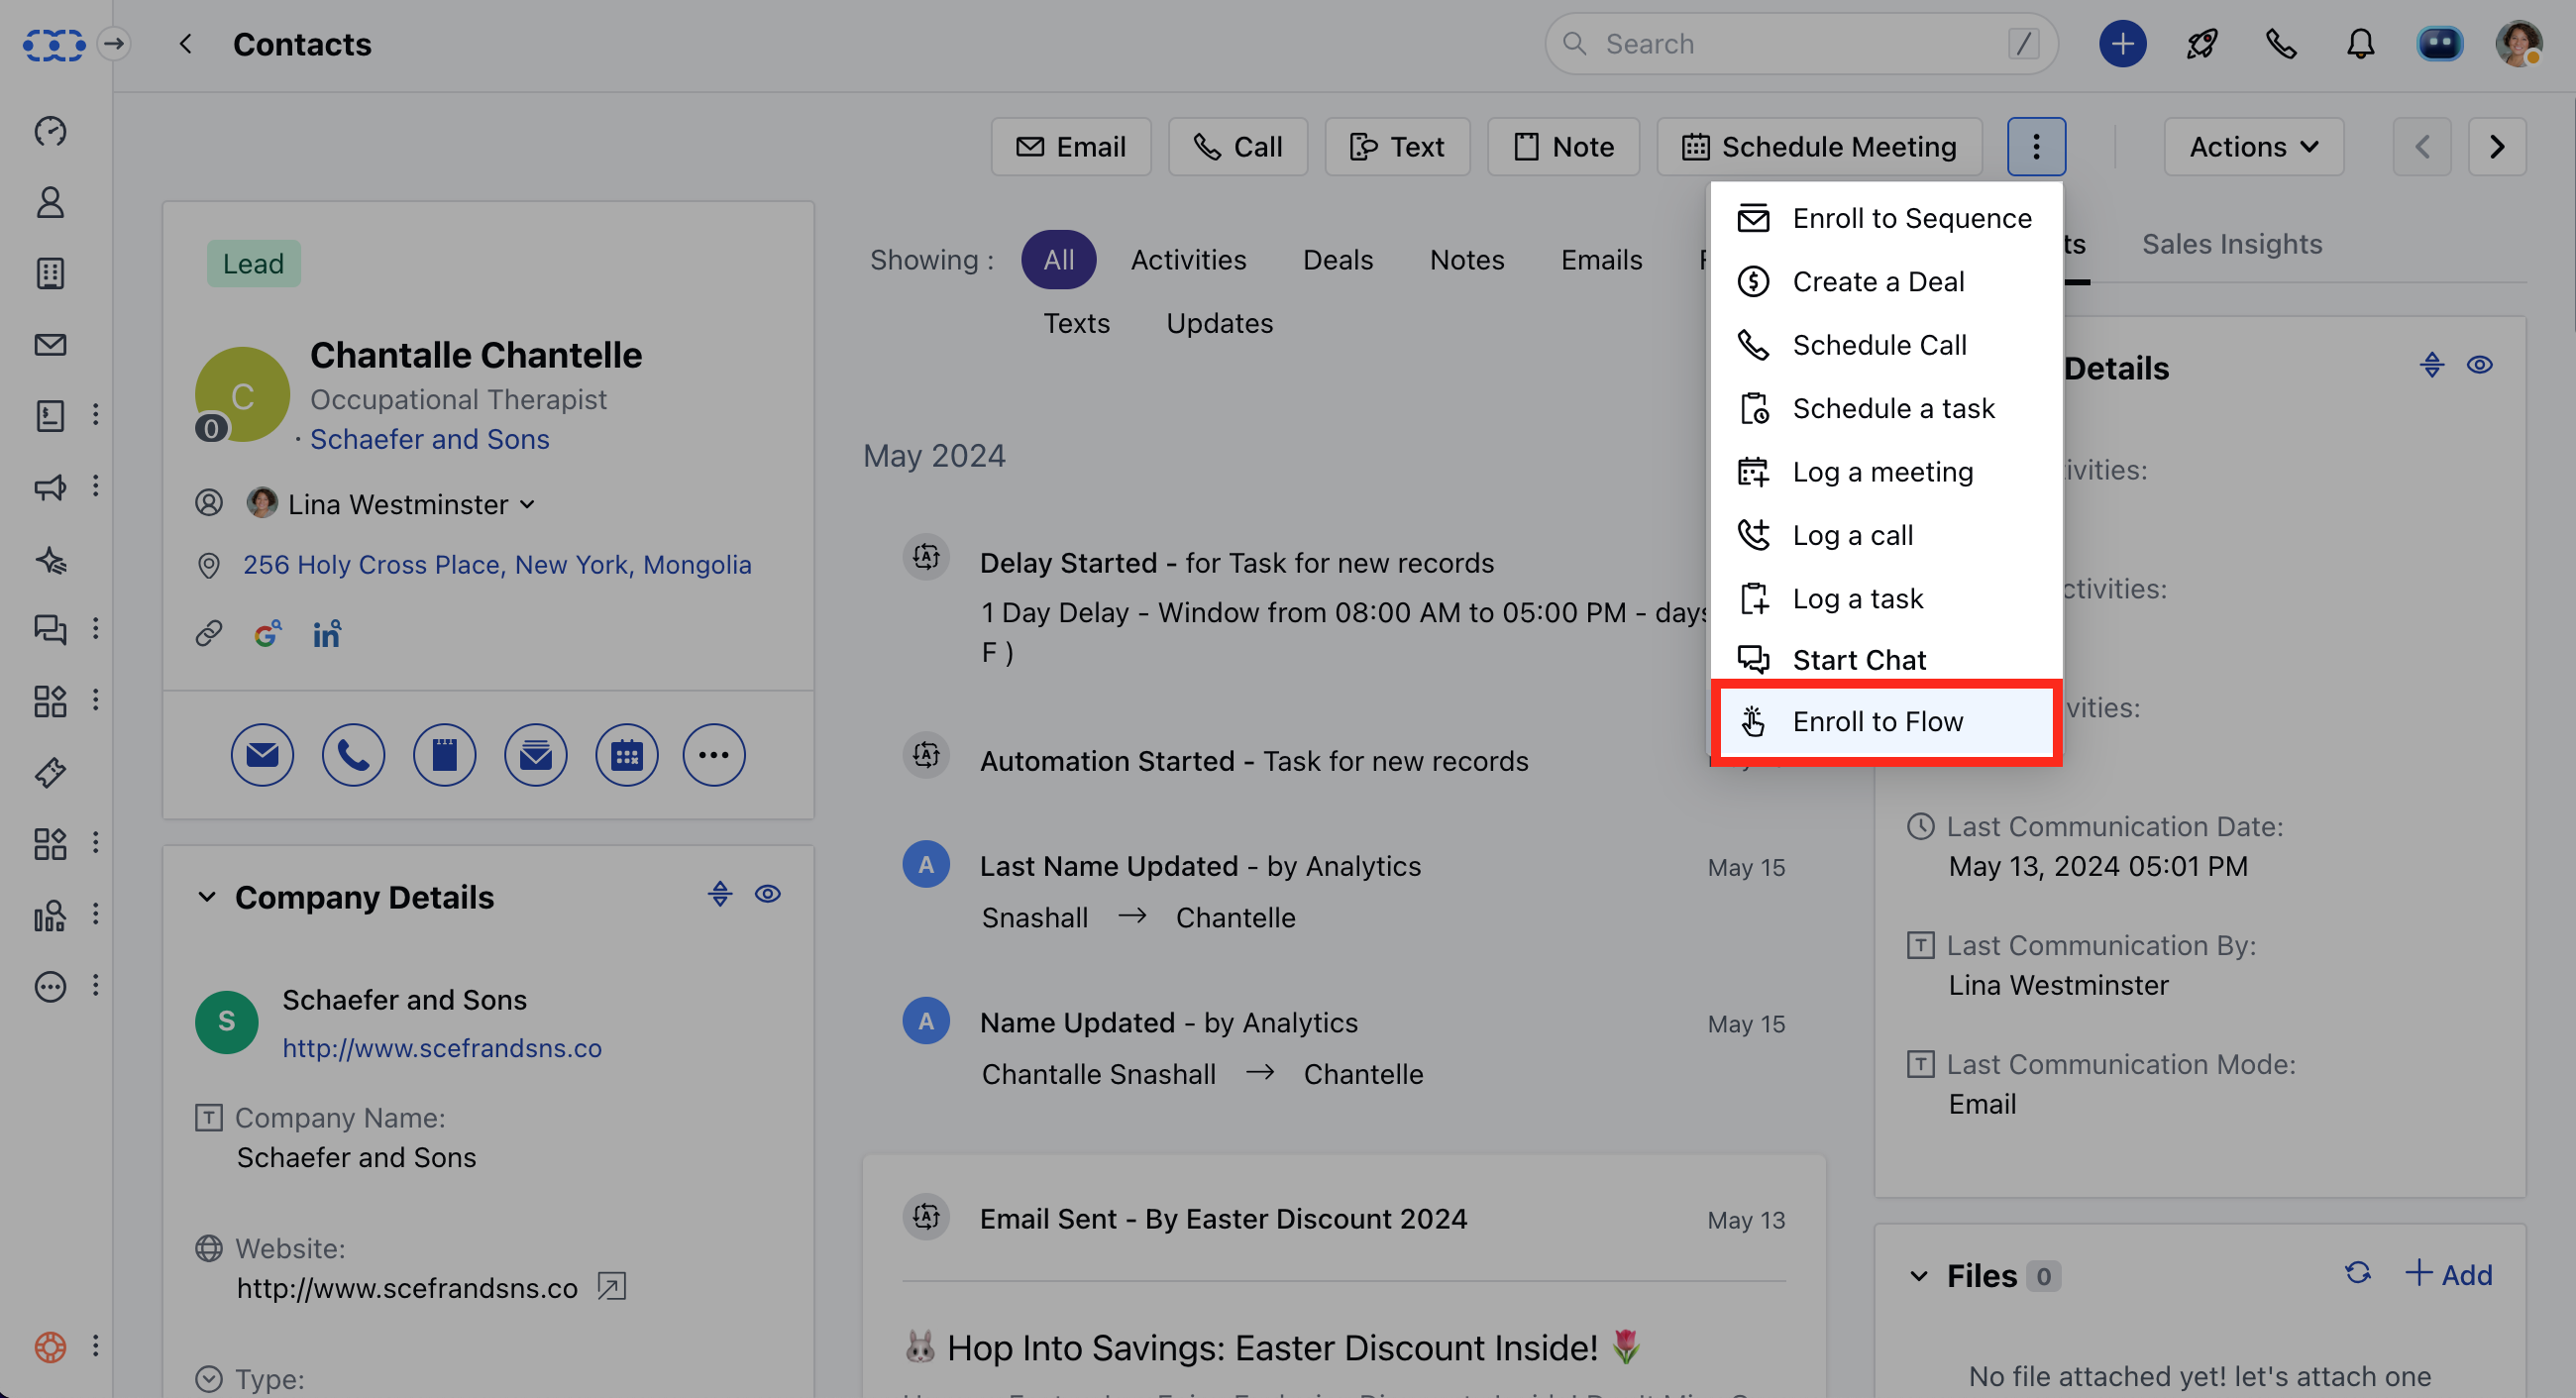 Contacts
Search /
Email
Call
Text
Note
Schedule Meeting
Actions
Lead
C
0
Chantalle Chantelle
Occupational Therapist
· Schaefer and Sons
Lina Westminster
256 Holy Cross Place, New York, Mongolia
Company Details
S
Schaefer and Sons
http://www.scefrandsns.co
Company Name:
Schaefer and Sons
Website:
http://www.scefrandsns.co
Type:
Showing :
All
Activities
Deals
Notes
Emails
Texts
Updates
May 2024
Delay Started - for Task for new records
1 Day Delay - Window from 08:00 AM to 05:00 PM - days
F )
Automation Started - Task for new records
A
Last Name Updated - by Analytics
May 15
Snashall → Chantelle
A
Name Updated - by Analytics
May 15
Chantalle Snashall → Chantelle
Email Sent - By Easter Discount 2024
May 13
🐰 Hop Into Savings: Easter Discount Inside! 🌷
Enroll to Sequence
Create a Deal
Schedule Call
Schedule a task
Log a meeting
Log a call
Log a task
Start Chat
Enroll to Flow
ts
Sales Insights
Details
ivities:
ctivities:
vities:
Last Communication Date:
May 13, 2024 05:01 PM
T
Last Communication By:
Lina Westminster
T
Last Communication Mode:
Email
Files 0
+ Add
No file attached yet! let's attach one